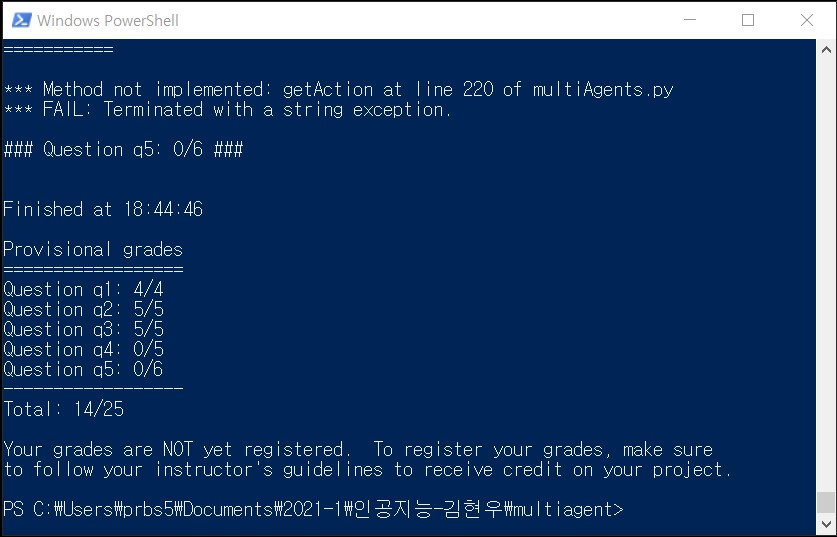 Windows PowerShell
===========
*** Method not implemented: getAction at line 220 of multiAgents.py
*** FAIL: Terminated with a string exception.
### Question q5: 0/6 ###
Finished at 18:44:46
Provisional grades
==================
Question q1: 4/4
Question q2: 5/5
Question q3: 5/5
Question q4: 0/5
Question q5: 0/6
------------------
Total: 14/25
Your grades are NOT yet registered.  To register your grades, make sure
to follow your instructor's guidelines to receive credit on your project.
PS C:₩Users₩prbs5₩Documents₩2021-1₩인공지능-김현우₩multiagent>